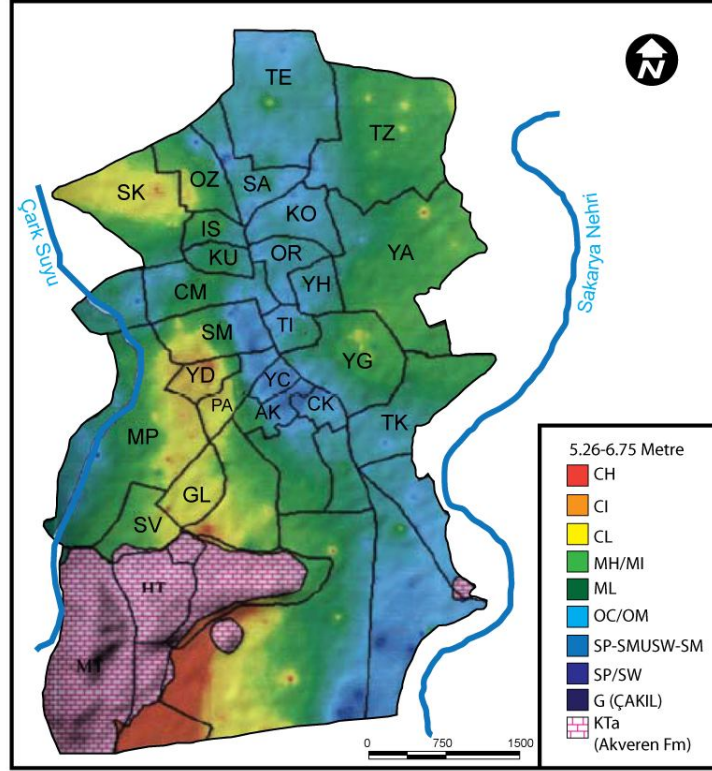 N
TE
TZ
SK
OZ
SA
KO
IS
KU
OR
YA
YH
CM
SM
TI
YG
YD
YC
PA
AK
CK
TK
MP
GL
SV
HT
MT
Çark Suyu
Sakarya Nehri
5.26-6.75 Metre
CH
CI
CL
MH/MI
ML
OC/OM
SP-SMUSW-SM
SP/SW
G (ÇAKIL)
KTa
(Akveren Fm)
0 750 1500